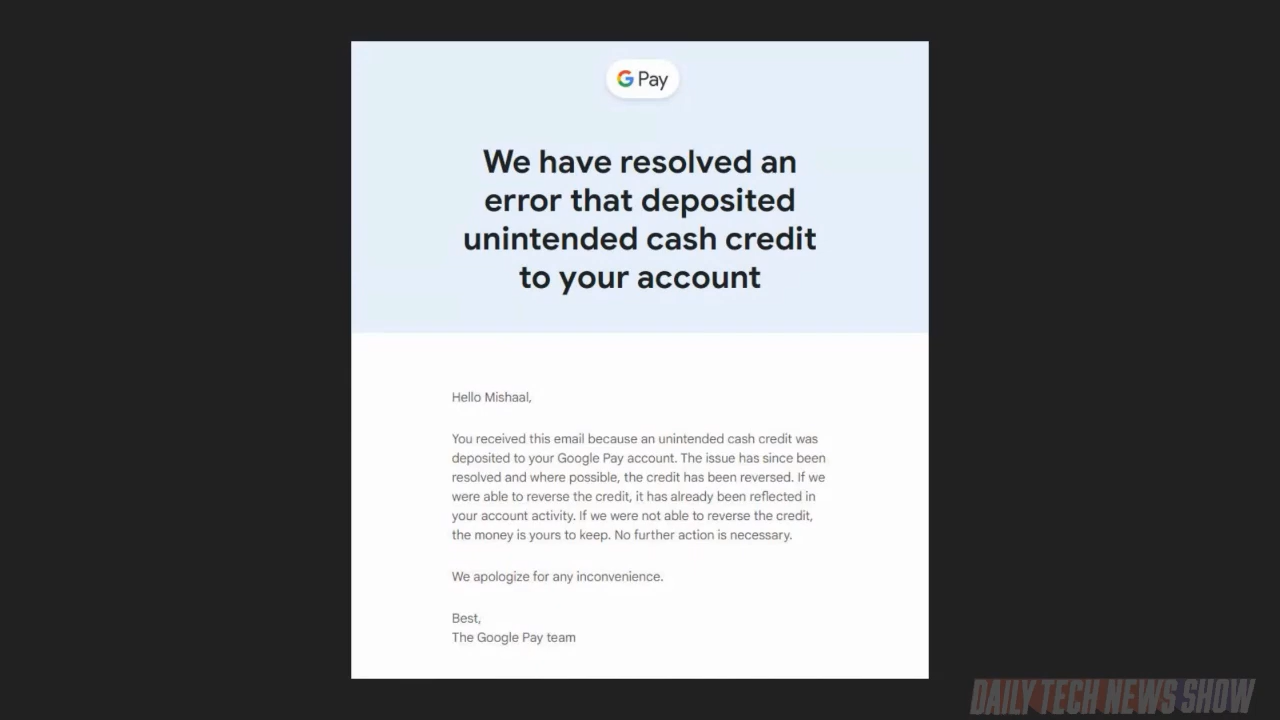 G Pay
We have resolved an
error that deposited
unintended cash credit
to your account
Hello Mishaal,
You received this email because an unintended cash credit was
deposited to your Google Pay account. The issue has since been
resolved and where possible, the credit has been reversed. If we
were able to reverse the credit, it has already been reflected in
your account activity. If we were not able to reverse the credit,
the money is yours to keep. No further action is necessary.
We apologize for any inconvenience.
Best,
The Google Pay team
DAILY TECH NEWS SHOW